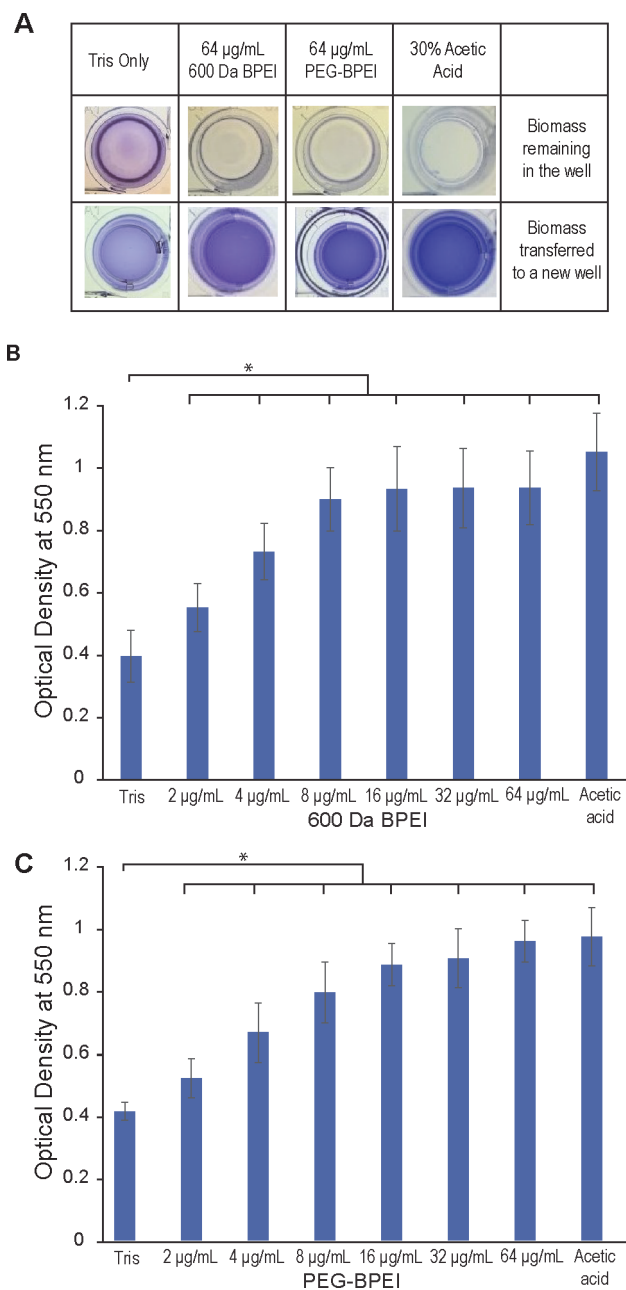 A
Tris Only
64 µg/mL
600 Da BPEI
64 µg/mL
PEG-BPEI
30% Acetic
Acid
Biomass
remaining
in the well
Biomass
transferred
to a new well
B
*
Optical Density at 550 nm
1.2
1
0.8
0.6
0.4
0.2
0
Tris
2 µg/mL
4 µg/mL
8 µg/mL
16 µg/mL
32 µg/mL
64 µg/mL
Acetic
acid
600 Da BPEI
C
*
Optical Density at 550 nm
1.2
1
0.8
0.6
0.4
0.2
0
Tris
2 µg/mL
4 µg/mL
8 µg/mL
16 µg/mL
32 µg/mL
64 µg/mL
Acetic
acid
PEG-BPEI